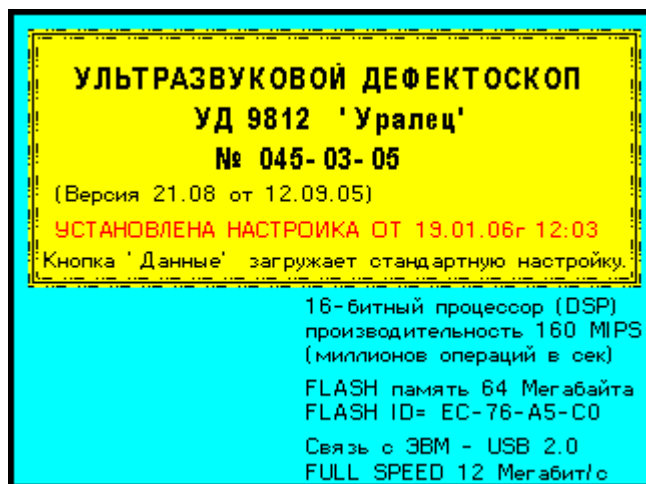 УЛЬТРАЗВУКОВОЙ ДЕФЕКТОСКОП
УД 9812 'Уралец'
№ 045-03-05
(Версия 21.08 от 12.09.05)
УСТАНОВЛЕНА НАСТРОЙКА ОТ 19.01.06г 12:03
Кнопка 'Данные' загружает стандартную настройку.
16-битный процессор (DSP)
производительность 160 MIPS
(миллионов операций в сек)
FLASH память 64 Мегабайта
FLASH ID= EC-76-A5-C0
Связь с ЭВМ - USB 2.0
FULL SPEED 12 Мегабит/с